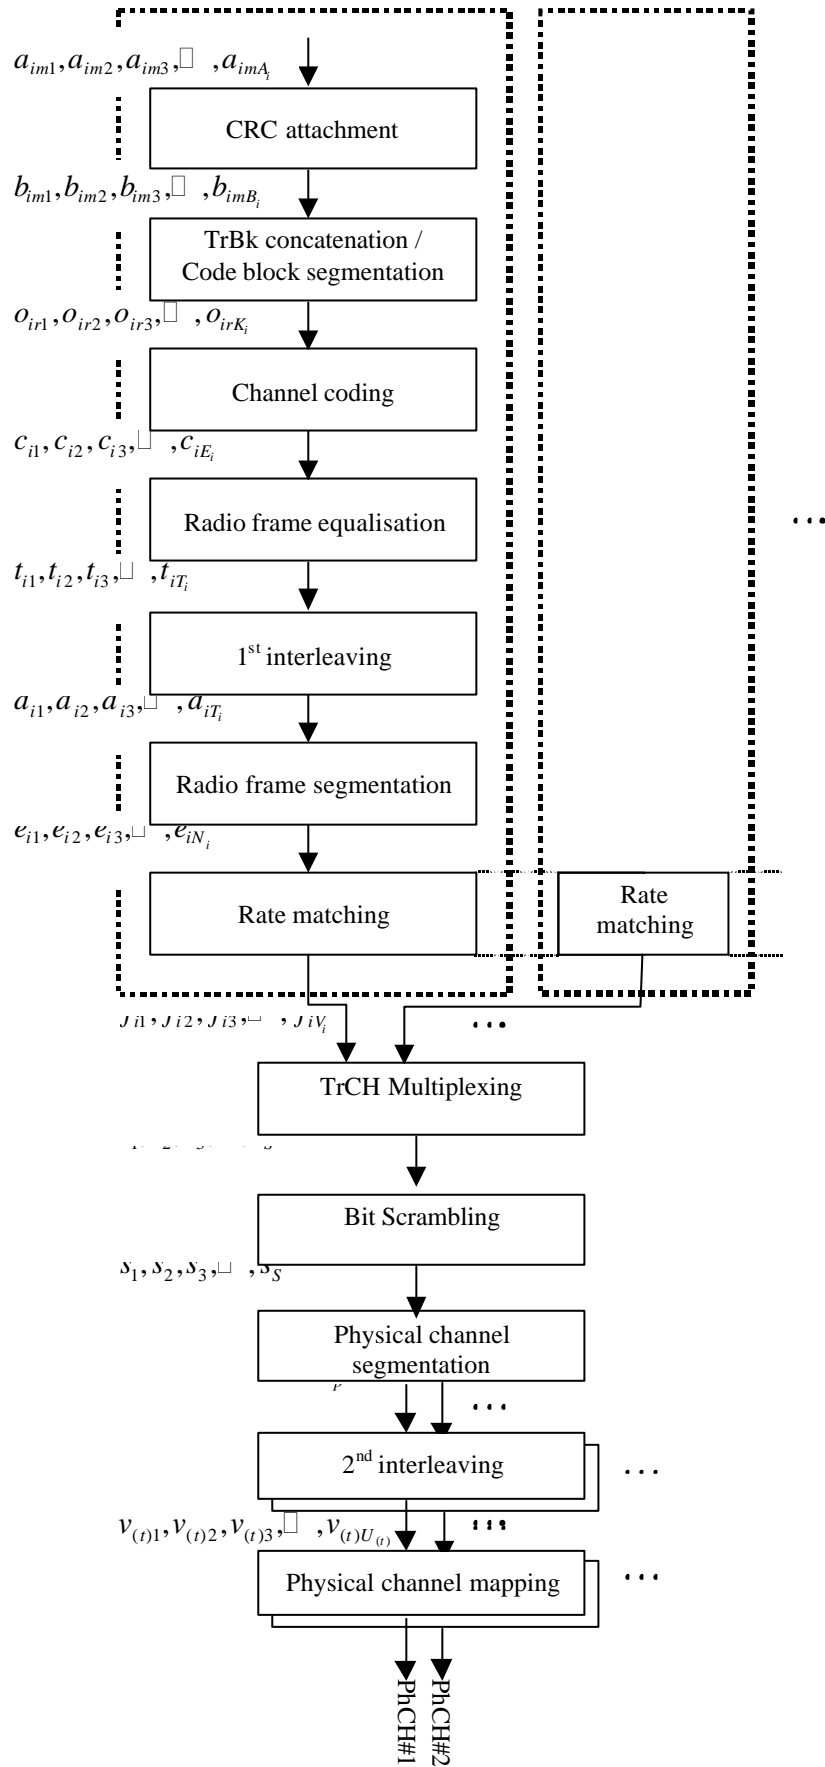 a_{im1}, a_{im2}, a_{im3}, □ , a_{imA_i}
CRC attachment
b_{im1}, b_{im2}, b_{im3}, □ , b_{imB_i}
TrBk concatenation /
Code block segmentation
o_{ir1}, o_{ir2}, o_{ir3}, □ , o_{irK_i}
Channel coding
c_{i1}, c_{i2}, c_{i3}, □ , c_{iE_i}
Radio frame equalisation
...
t_{i1}, t_{i2}, t_{i3}, □ , t_{iT_i}
1st interleaving
a_{i1}, a_{i2}, a_{i3}, □ , a_{iT_i}
Radio frame segmentation
e_{i1}, e_{i2}, e_{i3}, □ , e_{iN_i}
Rate matching
Rate
matching
...
TrCH Multiplexing
Bit Scrambling
s_1, s_2, s_3, □ , s_S
Physical channel
segmentation
...
2nd interleaving
...
v_{(t)1}, v_{(t)2}, v_{(t)3}, □ , v_{(t)U_{(t)}}
...
Physical channel mapping
...
PhCH#1
PhCH#2